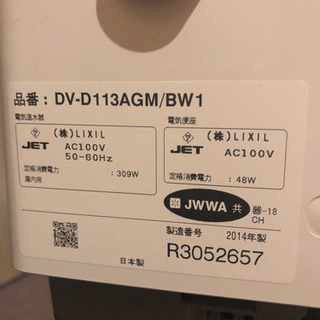 品番：DV-D113AGM/BW1
電気温水器
(株)LIXIL
JET
AC100V
50-60Hz
定格消費電力： 309W
屋内用
電気便座
(株)LIXIL
JET
AC100V
定格消費電力： 48W
JWWA 共 器-18
CH
製造番号 2014年製
R3052657
日本製